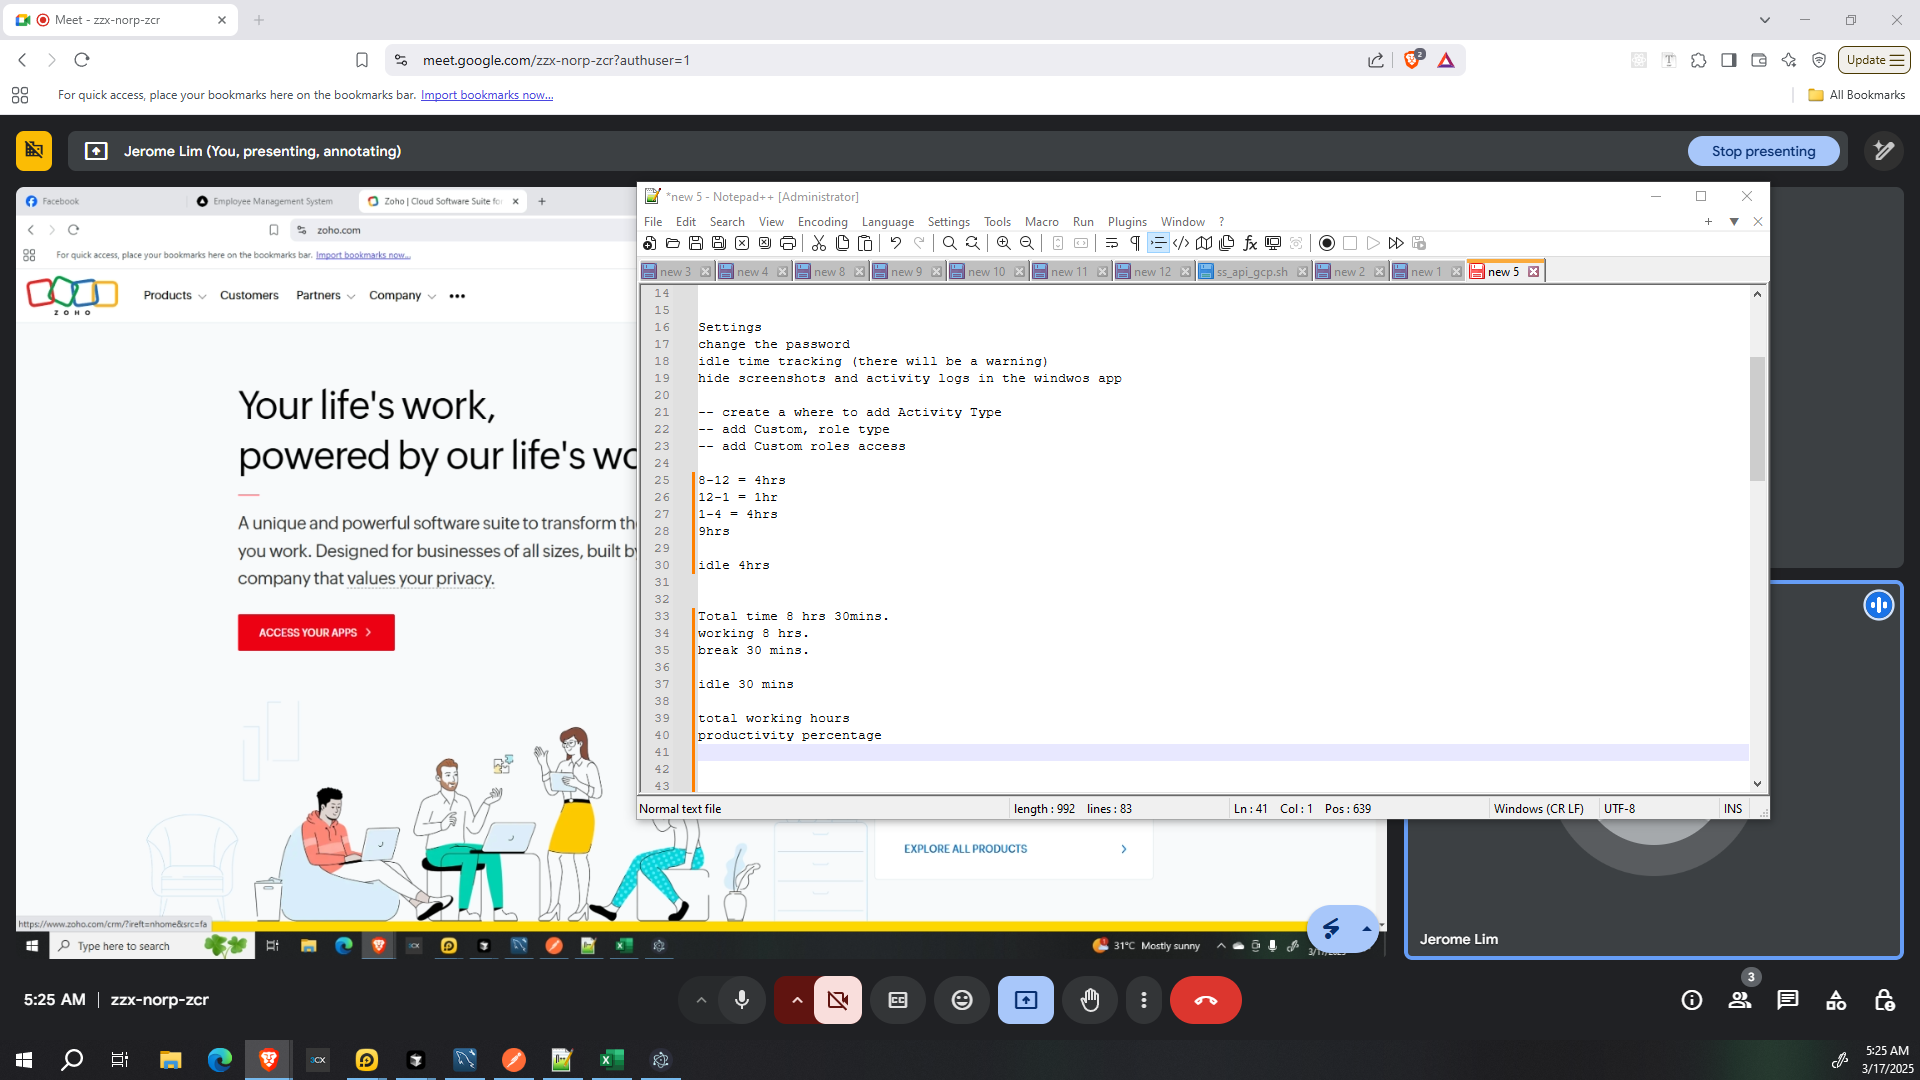 Meet - zzx-norp-zcr
meet.google.com/zzx-norp-zcr?authuser=1
2
Update
For quick access, place your bookmarks here on the bookmarks bar. Import bookmarks now...
All Bookmarks
Jerome Lim (You, presenting, annotating)
Stop presenting
Facebook
Employee Management System
Zoho | Cloud Software Suite fo
zoho.com
For quick access, place your bookmarks here on the bookmarks bar. Import bookmarks now...
ZOHO
Products
Customers
Partners
Company
Your life's work,
powered by our life's wo
A unique and powerful software suite to transform th
you work. Designed for businesses of all sizes, built b
company that values your privacy.
ACCESS YOUR APPS
EXPLORE ALL PRODUCTS
https://www.zoho.com/crm/?ireft=nhome&src=fa
Type here to search
31°C Mostly sunny
*new 5 - Notepad++ [Administrator]
File Edit Search View Encoding Language Settings Tools Macro Run Plugins Window ?
new 3
new 4
new 8
new 9
new 10
new 11
new 12
ss_api_gcp.sh
new 2
new 1
new 5
14
15
16 Settings
17 change the password
18 idle time tracking (there will be a warning)
19 hide screenshots and activity logs in the windwos app
20
21 -- create a where to add Activity Type
22 -- add Custom, role type
23 -- add Custom roles access
24
25 8-12 = 4hrs
26 12-1 = 1hr
27 1-4 = 4hrs
28 9hrs
29
30 idle 4hrs
31
32
33 Total time 8 hrs 30mins.
34 working 8 hrs.
35 break 30 mins.
36
37 idle 30 mins
38
39 total working hours
40 productivity percentage
41
42
43
Normal text file
length : 992 lines : 83
Ln : 41 Col : 1 Pos : 639
Windows (CR LF)
UTF-8
INS
Jerome Lim
5:25 AM | zzx-norp-zcr
3
5:25 AM
3/17/2025